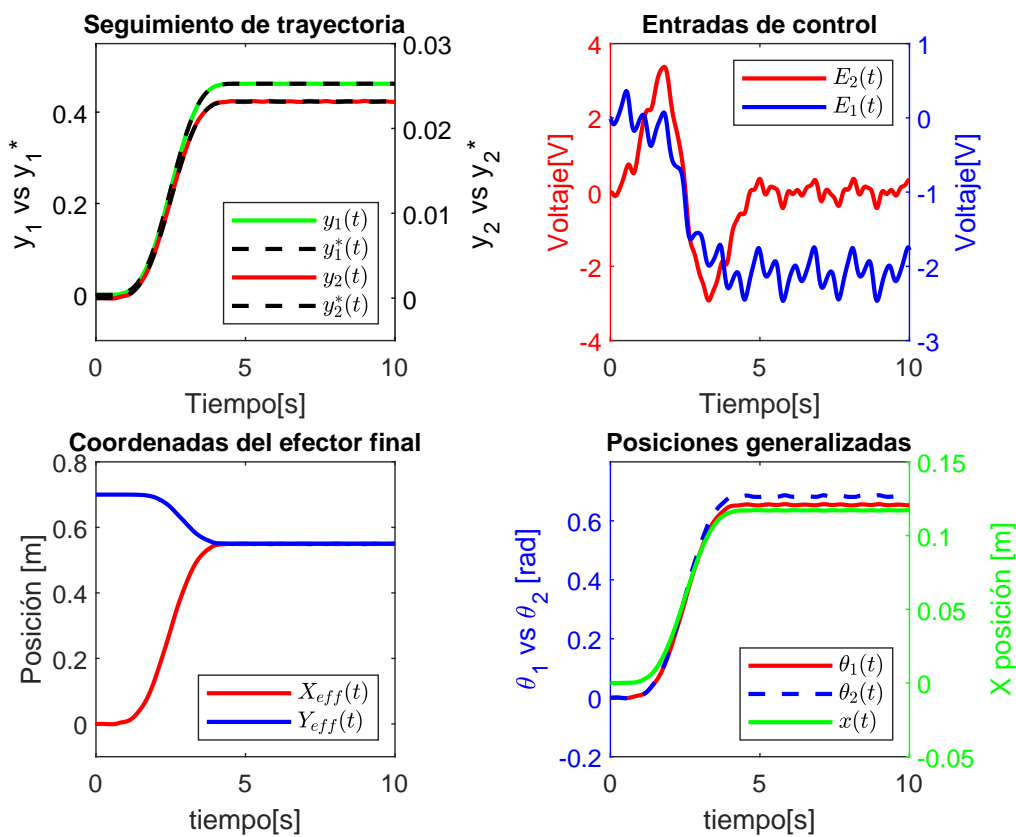 Seguimiento de trayectoria
0.4
0.2
0
0.03
0.02
0.01
0
y₁ vs y₁*
y₂ vs y₂*
y₁(t)
y₁*(t)
y₂(t)
y₂*(t)
0 5 10
Tiempo[s]
Entradas de control
4
2
0
-2
-4
1
0
-1
-2
-3
Voltaje[V]
Voltaje[V]
E₂(t)
E₁(t)
0 5 10
Tiempo[s]
Coordenadas del efector final
0.8
0.6
0.4
0.2
0
Posición [m]
X_eff(t)
Y_eff(t)
0 5 10
tiempo[s]
Posiciones generalizadas
0.6
0.4
0.2
0
-0.2
0.15
0.1
0.05
0
-0.05
θ₁ vs θ₂ [rad]
X posición [m]
θ₁(t)
θ₂(t)
x(t)
0 5 10
tiempo[s]